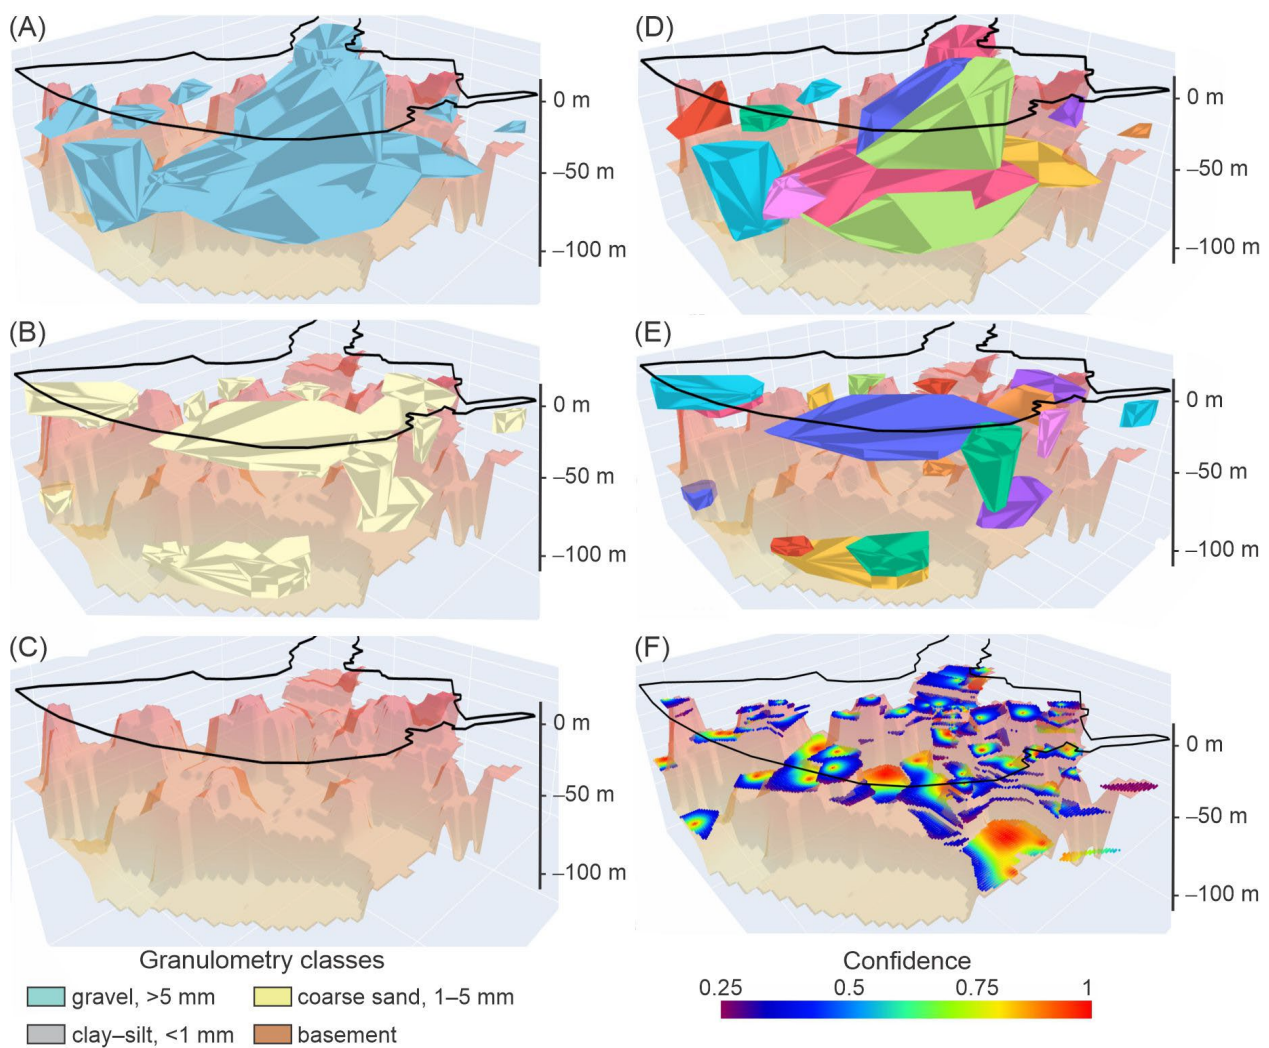 (A)
0 m
–50 m
–100 m
(D)
0 m
–50 m
–100 m
(B)
0 m
–50 m
–100 m
(E)
0 m
–50 m
–100 m
(C)
0 m
–50 m
–100 m
(F)
0 m
–50 m
–100 m
Granulometry classes
gravel, >5 mm
coarse sand, 1–5 mm
clay–silt, <1 mm
basement
Confidence
0.25 0.5 0.75 1